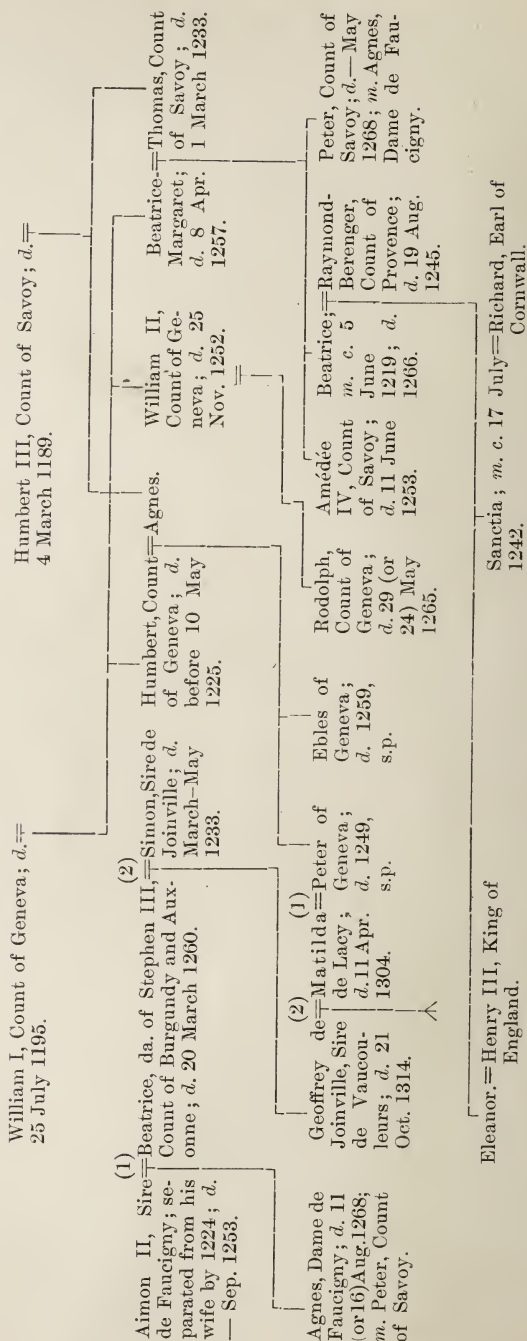 William I, Count of Geneva; d.
25 July 1195.
Humbert III, Count of Savoy; d.
4 March 1189.
(1)
Aimon II, Sire
de Faucigny; se-
parated from his
wife by 1224; d.
— Sep. 1253.
Beatrice, da. of Stephen III,
Count of Burgundy and Aux-
onne; d. 20 March 1260.
(2)
Simon, Sire de
Joinville; d.
March–May
1233.
Humbert, Count
of Geneva; d.
before 10 May
1225.
Agnes.
William II,
Count of Ge-
neva; d. 25
Nov. 1252.
Beatrice-
Margaret;
d. 8 Apr.
1257.
Thomas, Count
of Savoy; d.
1 March 1233.
Agnes, Dame de
Faucigny; d. 11
(or 16) Aug. 1268;
m. Peter, Count
of Savoy.
(2)
Geoffrey de
Joinville, Sire
de Vaucou-
leurs; d. 21
Oct. 1314.
Matilda
de Lacy;
d. 11 Apr.
1304.
(1)
Peter of
Geneva;
d. 1249,
s.p.
Ebles of
Geneva;
d. 1259,
s.p.
Rodolph,
Count of
Geneva;
d. 29 (or
24) May
1265.
Amédée
IV, Count
of Savoy;
d. 11 June
1253.
Beatrice;
m. c. 5
June
1219; d.
1266.
Raymond-
Berenger,
Count of
Provence;
d. 19 Aug.
1245.
Peter, Count of
Savoy; d. — May
1268; m. Agnes,
Dame de Fau-
cigny.
Eleanor.
Henry III, King of
England.
Sanctia; m. c. 17 July
1242.
Richard, Earl of
Cornwall.